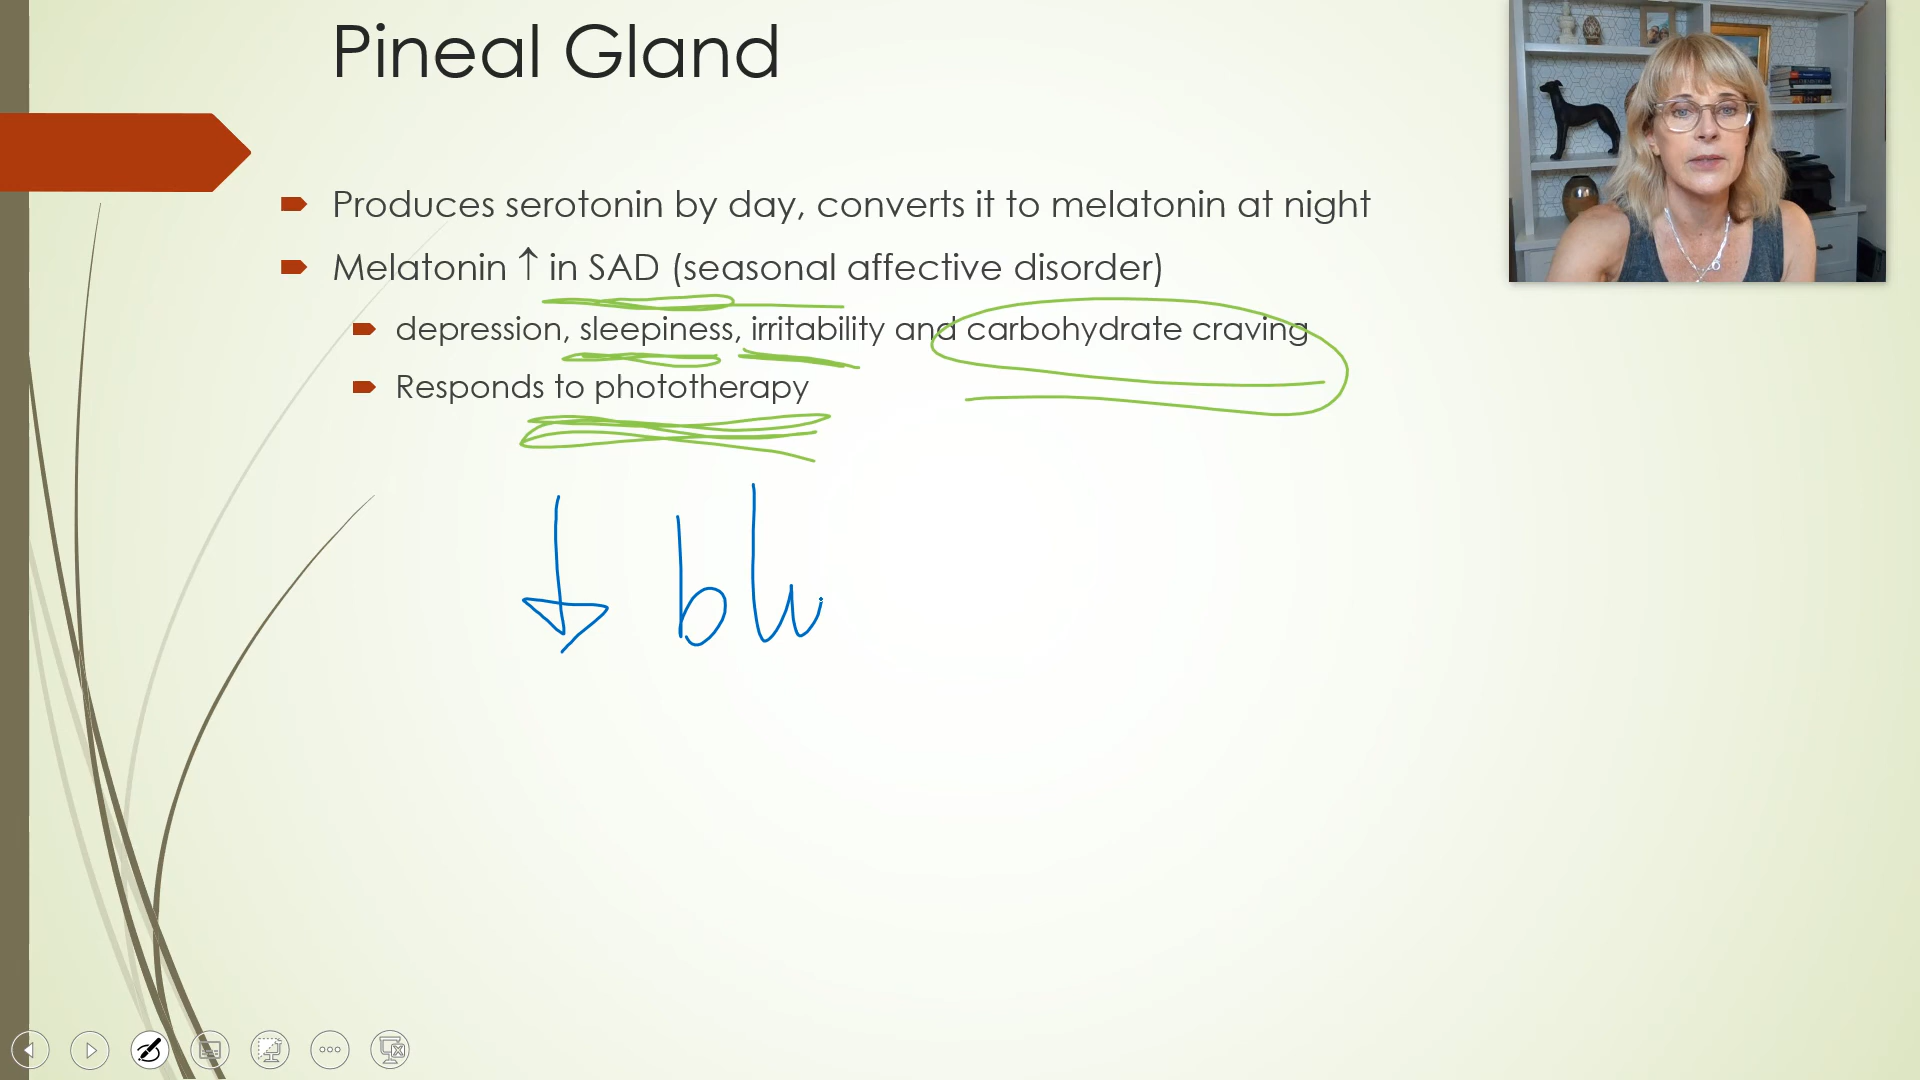 Pineal Gland
Produces serotonin by day, converts it to melatonin at night
Melatonin ↑ in SAD (seasonal affective disorder)
depression, sleepiness, irritability and carbohydrate craving
Responds to phototherapy
↓ blu